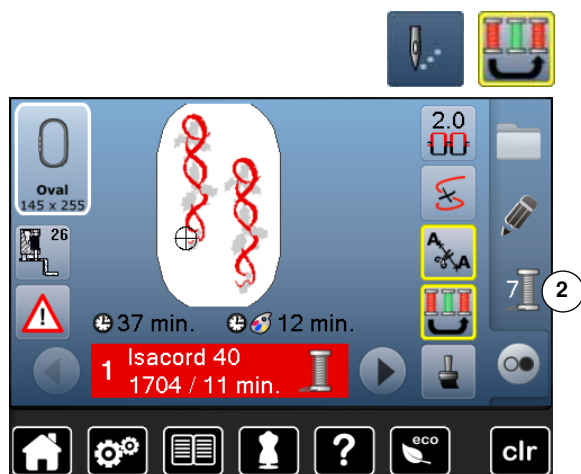 2.0
Oval
145 x 255
26
A A
7
2
37 min.
12 min.
1
Isacord 40
1704 / 11 min.
?
eco
clr